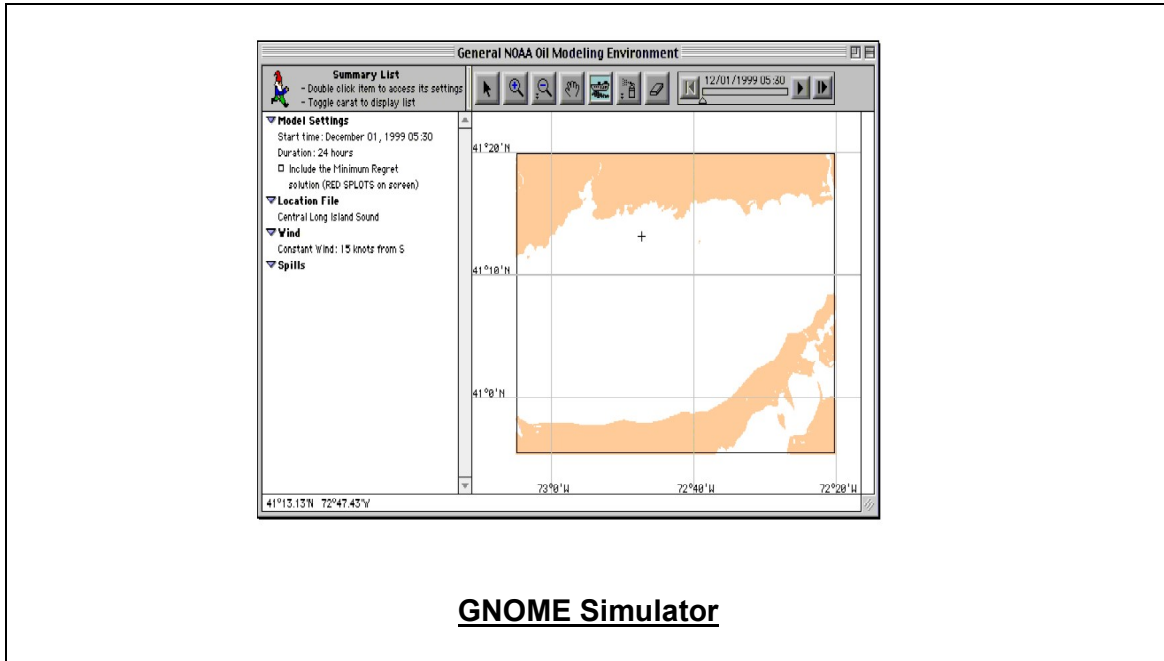 General NOAA Oil Modeling Environment
Summary List
- Double click item to access its settings
- Toggle carat to display list
12/01/1999 05:30
Model Settings
Start time: December 01, 1999 05:30
Duration: 24 hours
Include the Minimum Regret
solution (RED SPLOTS on screen)
Location File
Central Long Island Sound
Wind
Constant Wind: 15 knots from S
Spills
41°20'N
41°10'N
41°0'N
73°0'W
72°40'W
72°20'W
41°13.13'N 72°47.43'W
GNOME Simulator